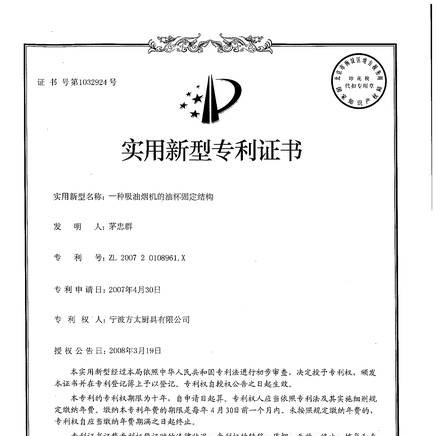 证 书 号第1032924号
印 花 税
代扣专用章
实用新型专利证书
实用新型名称：一种吸油烟机的油杯固定结构
发 明 人：茅忠群
专 利 号：ZL 2007 2 0108961.X
专利申请日：2007年4月30日
专 利 权 人：宁波方太厨具有限公司
授权公告日：2008年3月19日
本实用新型经过本局依照中华人民共和国专利法进行初步审查，决定授予专利权，颁发
本证书并在专利登记簿上予以登记。专利权自授权公告之日起生效。
本专利的专利权期限为十年，自申请日起算。专利权人应当依照专利法及其实施细则规
定缴纳年费。缴纳本专利年费的期限是每年 4 月 30 日前一个月内。未按照规定缴纳年费的，
专利权自应当缴纳年费期满之日起终止。